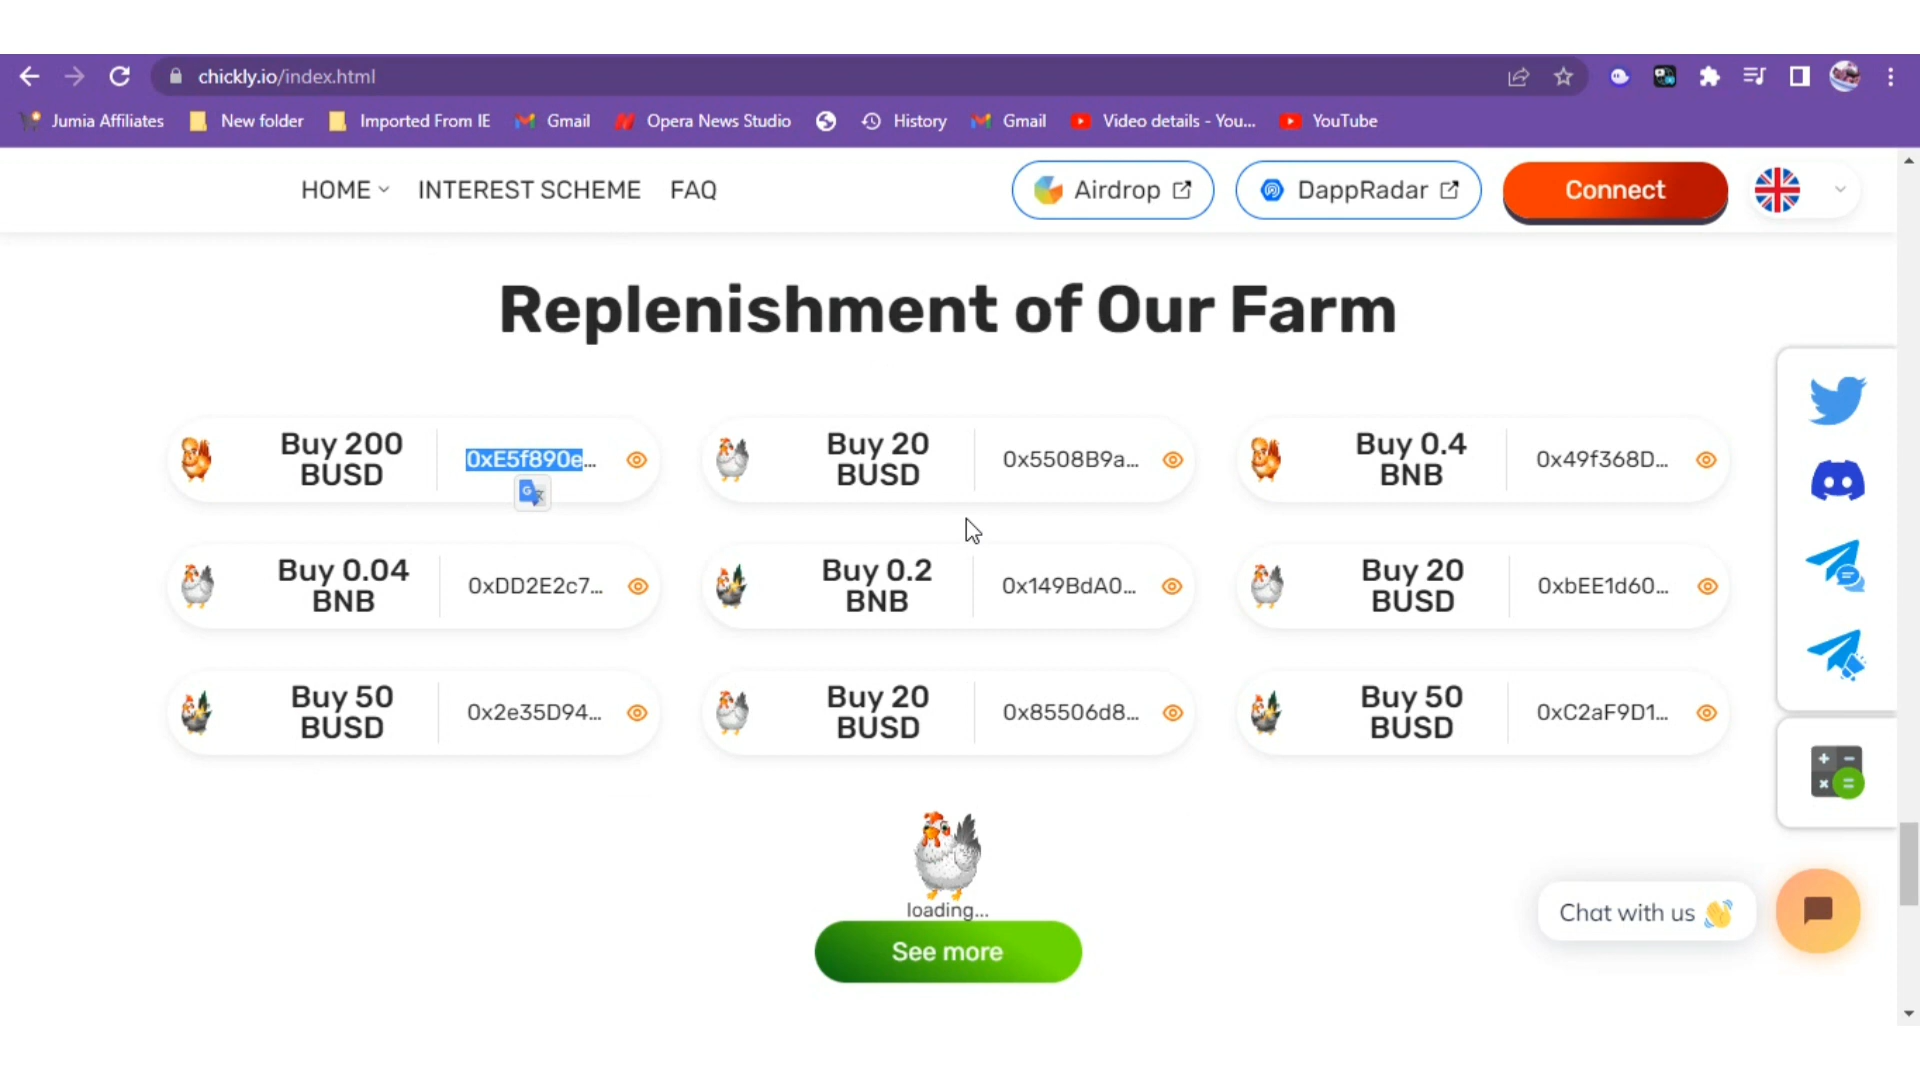 chickly.io/index.html
Jumia Affiliates New folder Imported From IE Gmail Opera News Studio History Gmail Video details - You... YouTube
HOME INTEREST SCHEME FAQ Airdrop DappRadar Connect
Replenishment of Our Farm
Buy 200 BUSD 0xE5f890e...
Buy 20 BUSD 0x5508B9a...
Buy 0.4 BNB 0x49f368D...
Buy 0.04 BNB 0xDD2E2c7...
Buy 0.2 BNB 0x149BdA0...
Buy 20 BUSD 0xbEE1d60...
Buy 50 BUSD 0x2e35D94...
Buy 20 BUSD 0x85506d8...
Buy 50 BUSD 0xC2aF9D1...
loading...
See more
Chat with us 👋